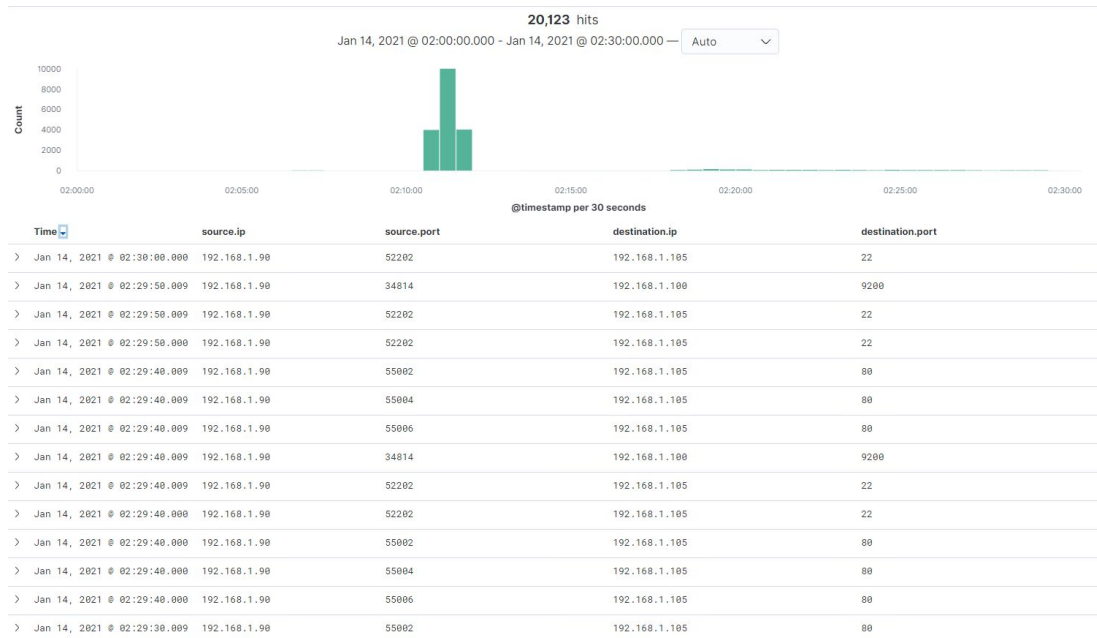 20,123 hits
Jan 14, 2021 @ 02:00:00.000 - Jan 14, 2021 @ 02:30:00.000 — Auto
10000
8000
6000
4000
2000
0
Count
02:00:00 02:05:00 02:10:00 02:15:00 02:20:00 02:25:00 02:30:00
@timestamp per 30 seconds
Time source.ip source.port destination.ip destination.port
Jan 14, 2021 @ 02:30:00.000 192.168.1.90 52202 192.168.1.105 22
Jan 14, 2021 @ 02:29:50.009 192.168.1.90 34814 192.168.1.100 9200
Jan 14, 2021 @ 02:29:50.009 192.168.1.90 52202 192.168.1.105 22
Jan 14, 2021 @ 02:29:50.000 192.168.1.90 52202 192.168.1.105 22
Jan 14, 2021 @ 02:29:40.009 192.168.1.90 55002 192.168.1.105 80
Jan 14, 2021 @ 02:29:40.009 192.168.1.90 55004 192.168.1.105 80
Jan 14, 2021 @ 02:29:40.009 192.168.1.90 55006 192.168.1.105 80
Jan 14, 2021 @ 02:29:40.009 192.168.1.90 34814 192.168.1.100 9200
Jan 14, 2021 @ 02:29:40.009 192.168.1.90 52202 192.168.1.105 22
Jan 14, 2021 @ 02:29:40.000 192.168.1.90 52202 192.168.1.105 22
Jan 14, 2021 @ 02:29:40.000 192.168.1.90 55002 192.168.1.105 80
Jan 14, 2021 @ 02:29:40.000 192.168.1.90 55004 192.168.1.105 80
Jan 14, 2021 @ 02:29:40.000 192.168.1.90 55006 192.168.1.105 80
Jan 14, 2021 @ 02:29:30.009 192.168.1.90 55002 192.168.1.105 80